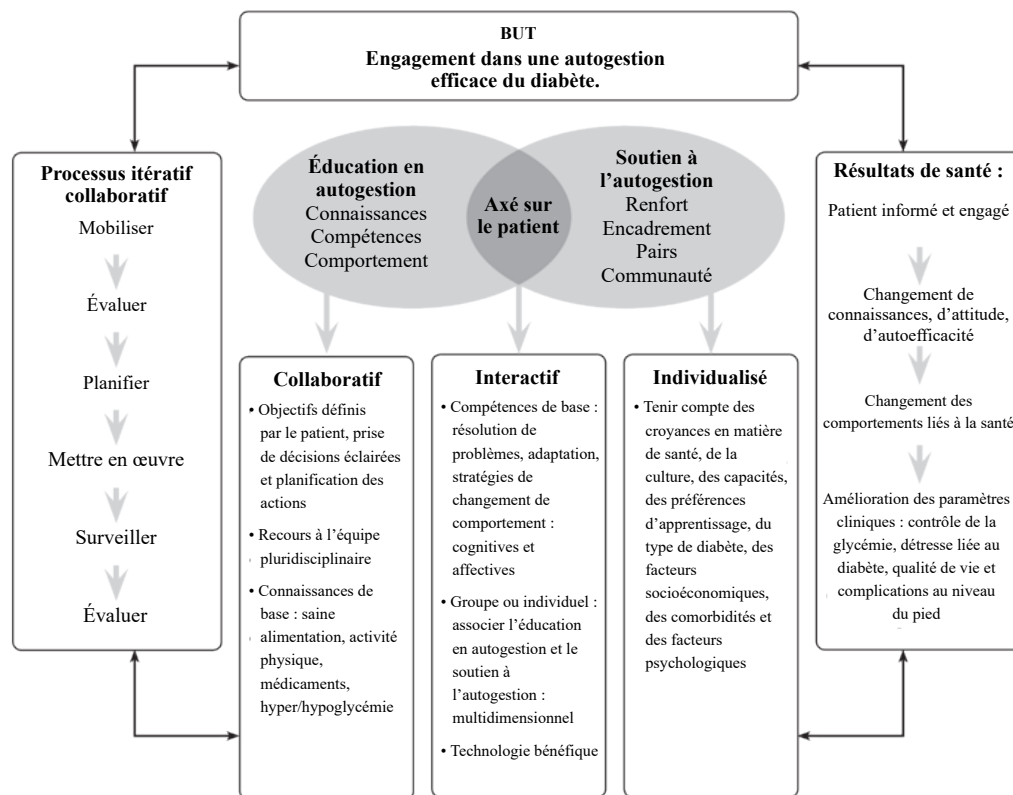 BUT
Engagement dans une autogestion
efficace du diabète.
Processus itératif
collaboratif
Mobiliser
Évaluer
Planifier
Mettre en œuvre
Surveiller
Évaluer
Éducation en
autogestion
Connaissances
Compétences
Comportement
Axé sur
le patient
Soutien à
l’autogestion
Renfort
Encadrement
Pairs
Communauté
Collaboratif
• Objectifs définis
par le patient, prise
de décisions éclairées
et planification des
actions
• Recours à l’équipe
pluridisciplinaire
• Connaissances de
base : saine
alimentation, activité
physique,
médicaments,
hyper/hypoglycémie
Interactif
• Compétences de base :
résolution de
problèmes, adaptation,
stratégies de
changement de
comportement :
cognitives et
affectives
• Groupe ou individuel :
associer l’éducation
en autogestion et le
soutien à
l’autogestion :
multidimensionnel
• Technologie bénéfique
Individualisé
• Tenir compte des
croyances en matière
de santé, de la
culture, des capacités,
des préférences
d’apprentissage, du
type de diabète, des
facteurs
socioéconomiques,
des comorbidités et
des facteurs
psychologiques
Résultats de santé :
Patient informé et engagé
Changement de
connaissances, d’attitude,
d’autoefficacité
Changement des
comportements liés à la santé
Amélioration des paramètres
cliniques : contrôle de la
glycémie, détresse liée au
diabète, qualité de vie et
complications au niveau
du pied